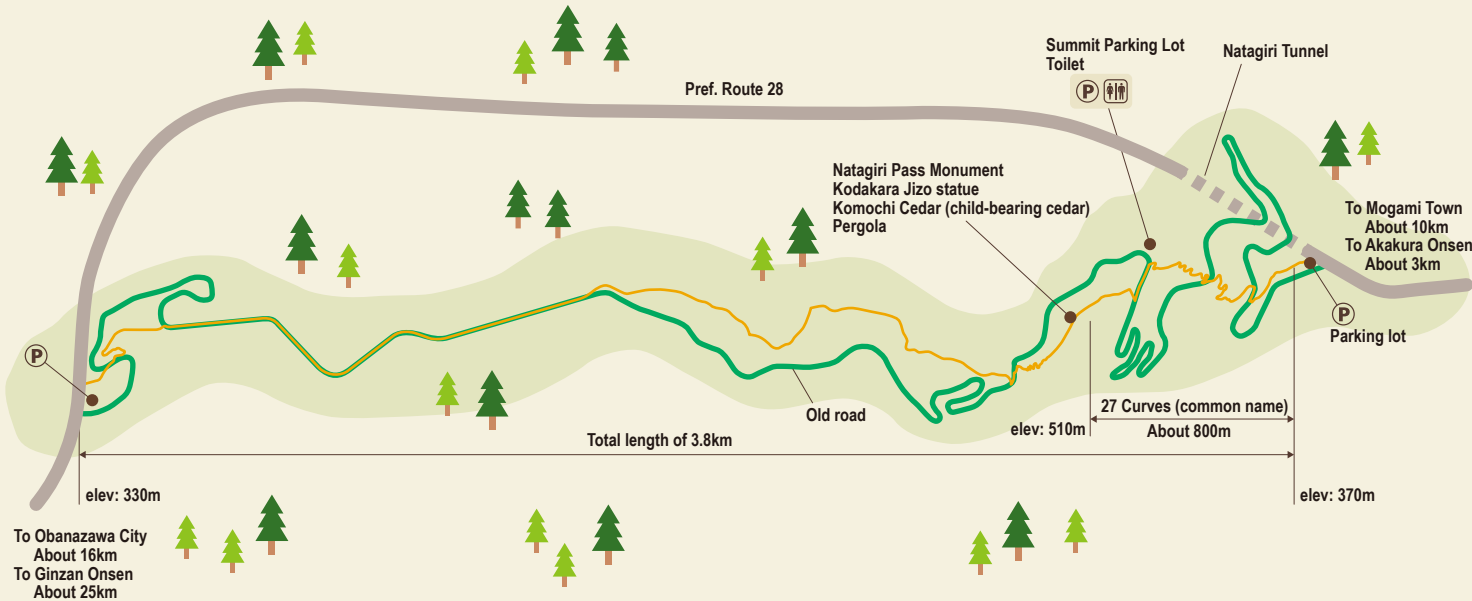 Summit Parking Lot
Toilet
P
Natagiri Tunnel
Pref. Route 28
Natagiri Pass Monument
Kodakara Jizo statue
Komochi Cedar (child-bearing cedar)
Pergola
To Mogami Town
About 10km
To Akakura Onsen
About 3km
P
Parking lot
P
Old road
27 Curves (common name)
About 800m
elev: 510m
Total length of 3.8km
elev: 330m
elev: 370m
To Obanazawa City
About 16km
To Ginzan Onsen
About 25km